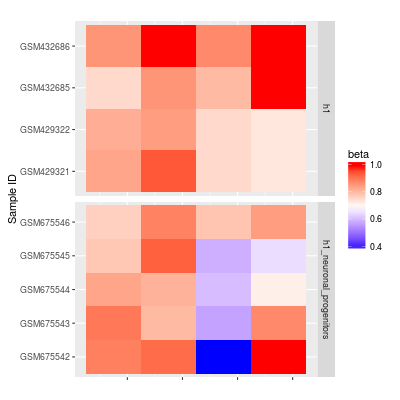 GSM432686
GSM432685
GSM429322
GSM429321
h1
Sample ID
GSM675546
GSM675545
GSM675544
GSM675543
GSM675542
h1_neuronal_progenitors
beta
1.0
0.8
0.6
0.4